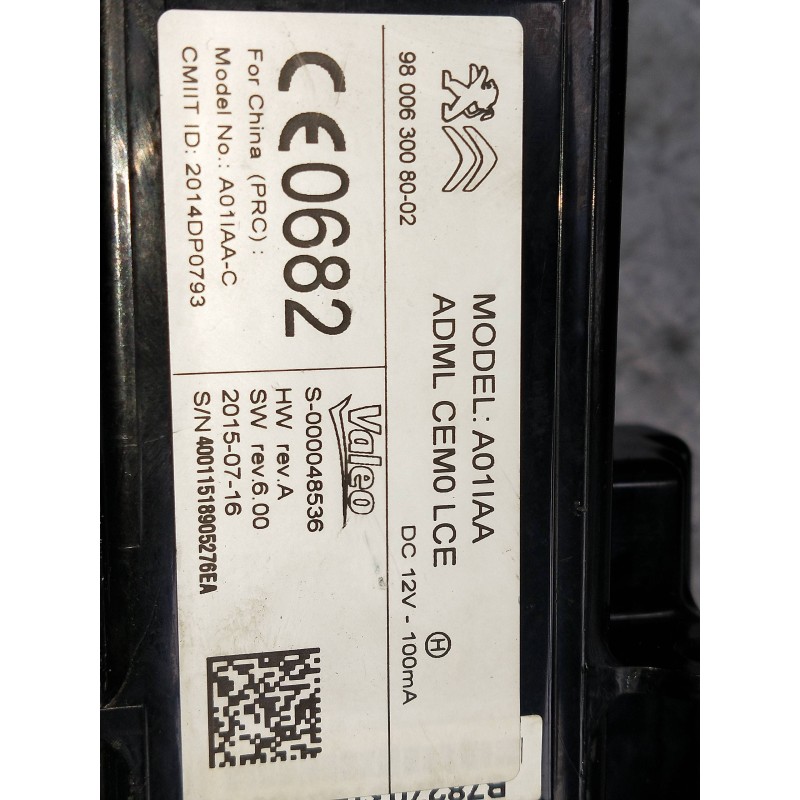 98 006 300 80-02
MODEL: A01IAA
ADML CEM0 LCE
DC 12V - 100mA
H
CE0682
For China (PRC) :
Model No.: A01IAA-C
CMIIT ID: 2014DP0793
Valeo
S-000048536
HW rev.A
SW rev.6.00
2015-07-16
S/N 4001151890527 6EA